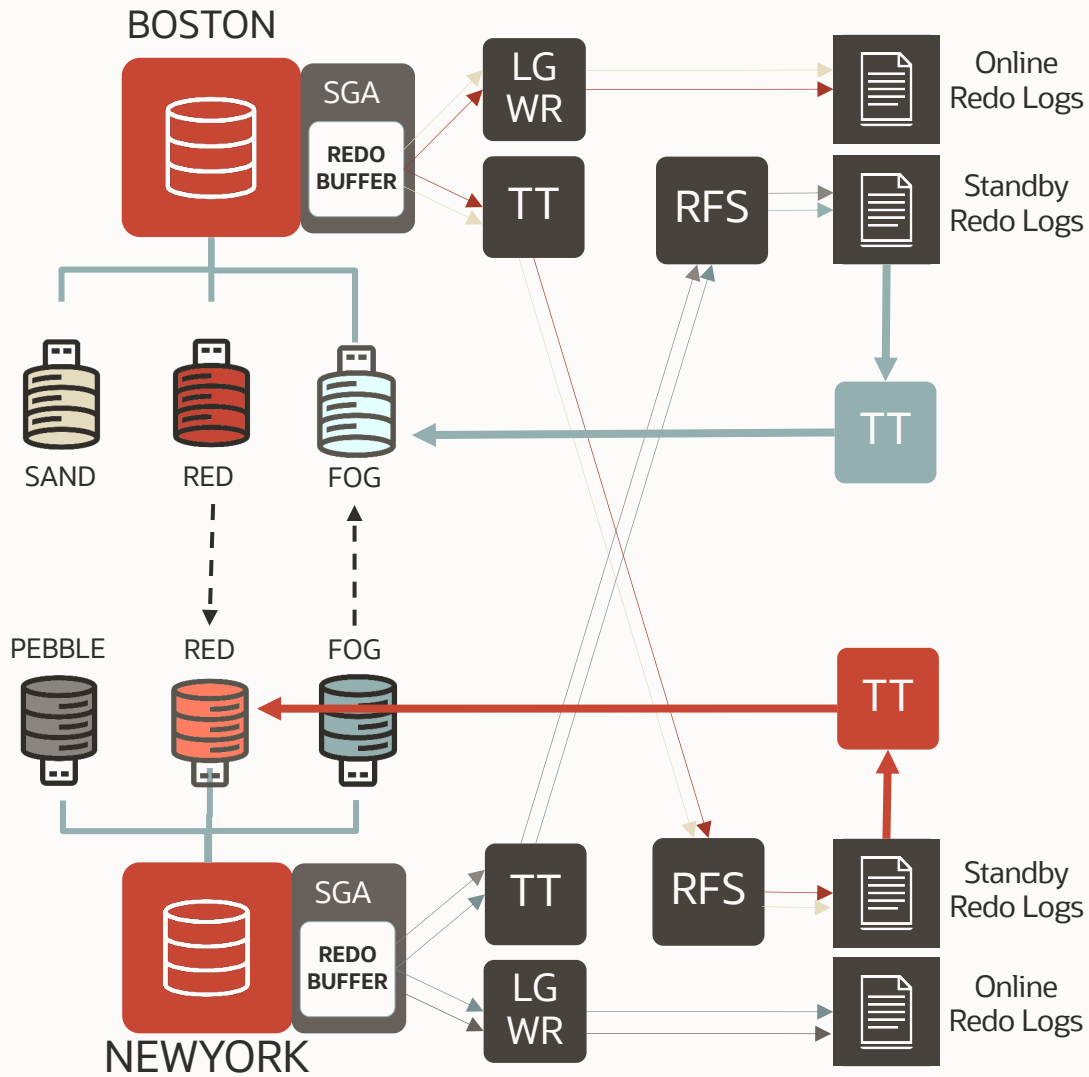 BOSTON
SGA
REDO
BUFFER
LG
WR
Online
Redo Logs
TT
RFS
Standby
Redo Logs
TT
SAND
RED
FOG
PEBBLE
RED
FOG
TT
SGA
REDO
BUFFER
TT
RFS
Standby
Redo Logs
LG
WR
Online
Redo Logs
NEWYORK